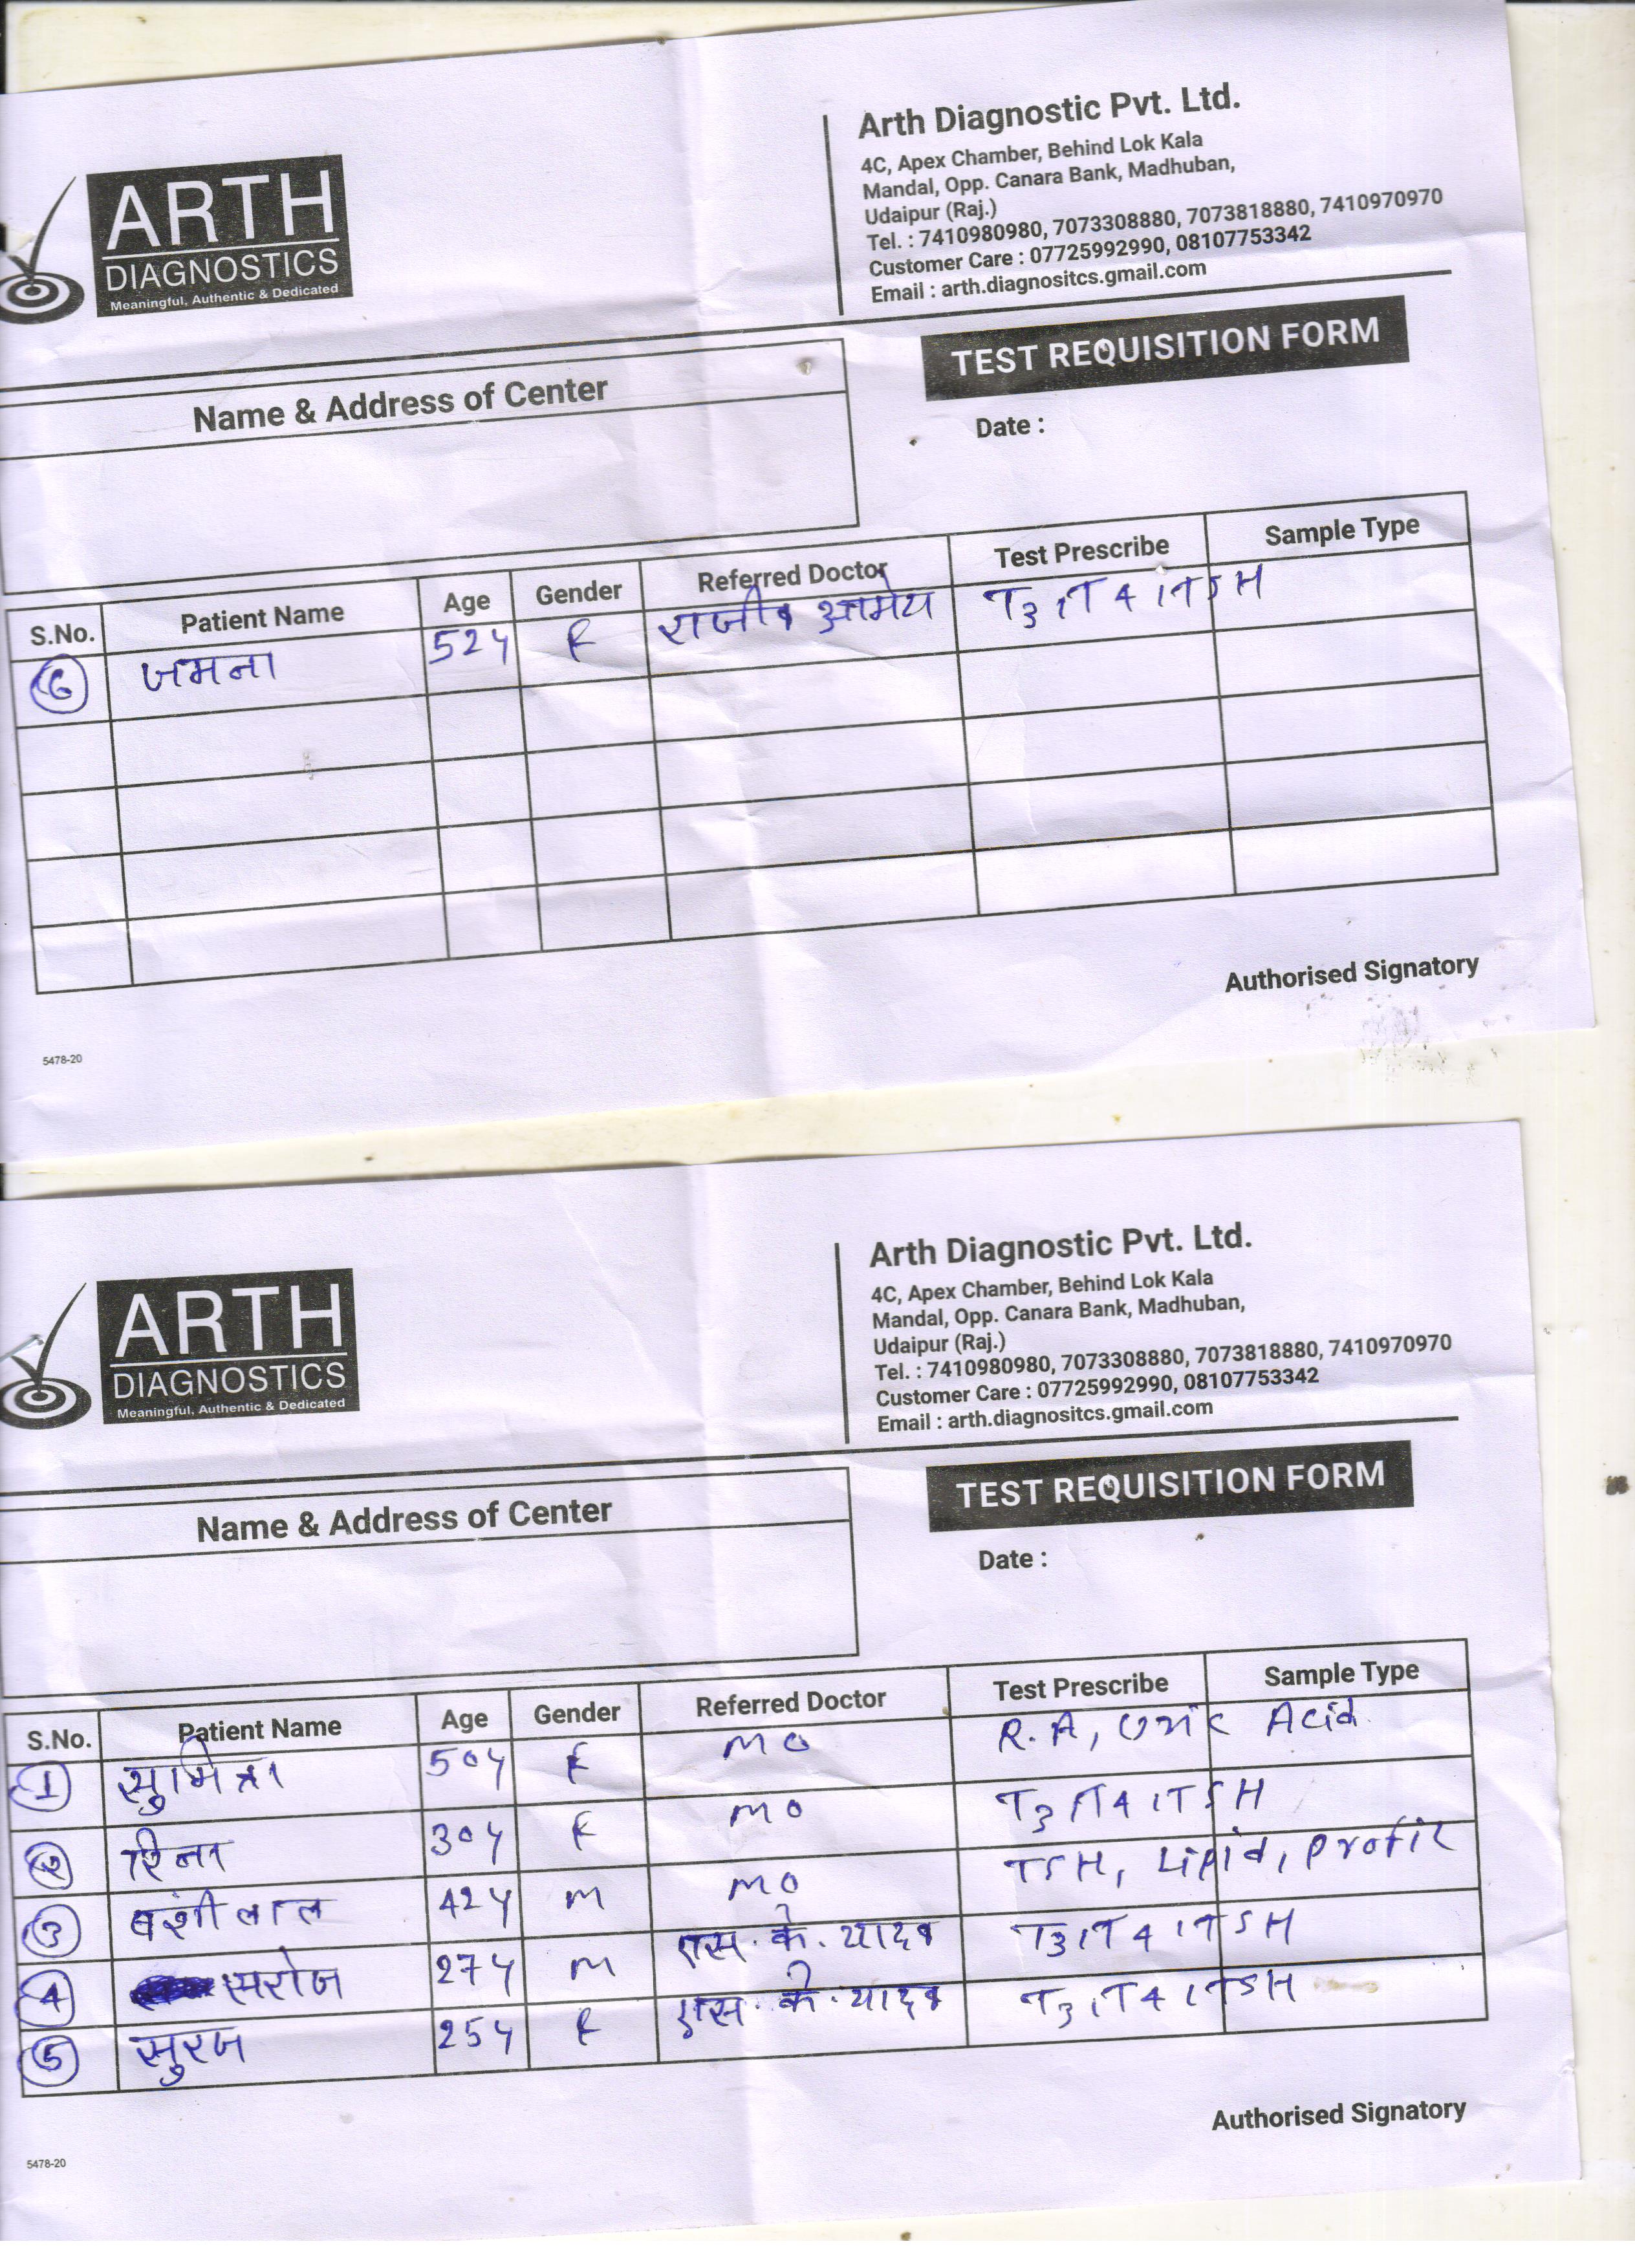 ARTH
DIAGNOSTICS
Meaningful, Authentic & Dedicated
Arth Diagnostic Pvt. Ltd.
4C, Apex Chamber, Behind Lok Kala
Mandal, Opp. Canara Bank, Madhuban,
Udaipur (Raj.)
Tel. : 7410980980, 7073308880, 7073818880, 7410970970
Customer Care : 07725992990, 08107753342
Email : arth.diagnositcs.gmail.com
Name & Address of Center
TEST REQUISITION FORM
Date :
S.No. Patient Name Age Gender Referred Doctor Test Prescribe Sample Type
6 जमना 52y F राजीव T3, T4, TSH
Authorised Signatory
5478-20
ARTH
DIAGNOSTICS
Meaningful, Authentic & Dedicated
Arth Diagnostic Pvt. Ltd.
4C, Apex Chamber, Behind Lok Kala
Mandal, Opp. Canara Bank, Madhuban,
Udaipur (Raj.)
Tel. : 7410980980, 7073308880, 7073818880, 7410970970
Customer Care : 07725992990, 08107753342
Email : arth.diagnositcs.gmail.com
Name & Address of Center
TEST REQUISITION FORM
Date :
S.No. Patient Name Age Gender Referred Doctor Test Prescribe Sample Type
1 सुमित्रा 50y F MO R.A, Uric Acid
2 रिना 30y F MO T3, T4, TSH
3 बंशीलाल 42y M MO TSH, Lipid, Profil
4 सरोज 27y M एस. के. यादव T3, T4, TSH
5 सुरज 25y F एस. के. यादव T3, T4, TSH
Authorised Signatory
5478-20